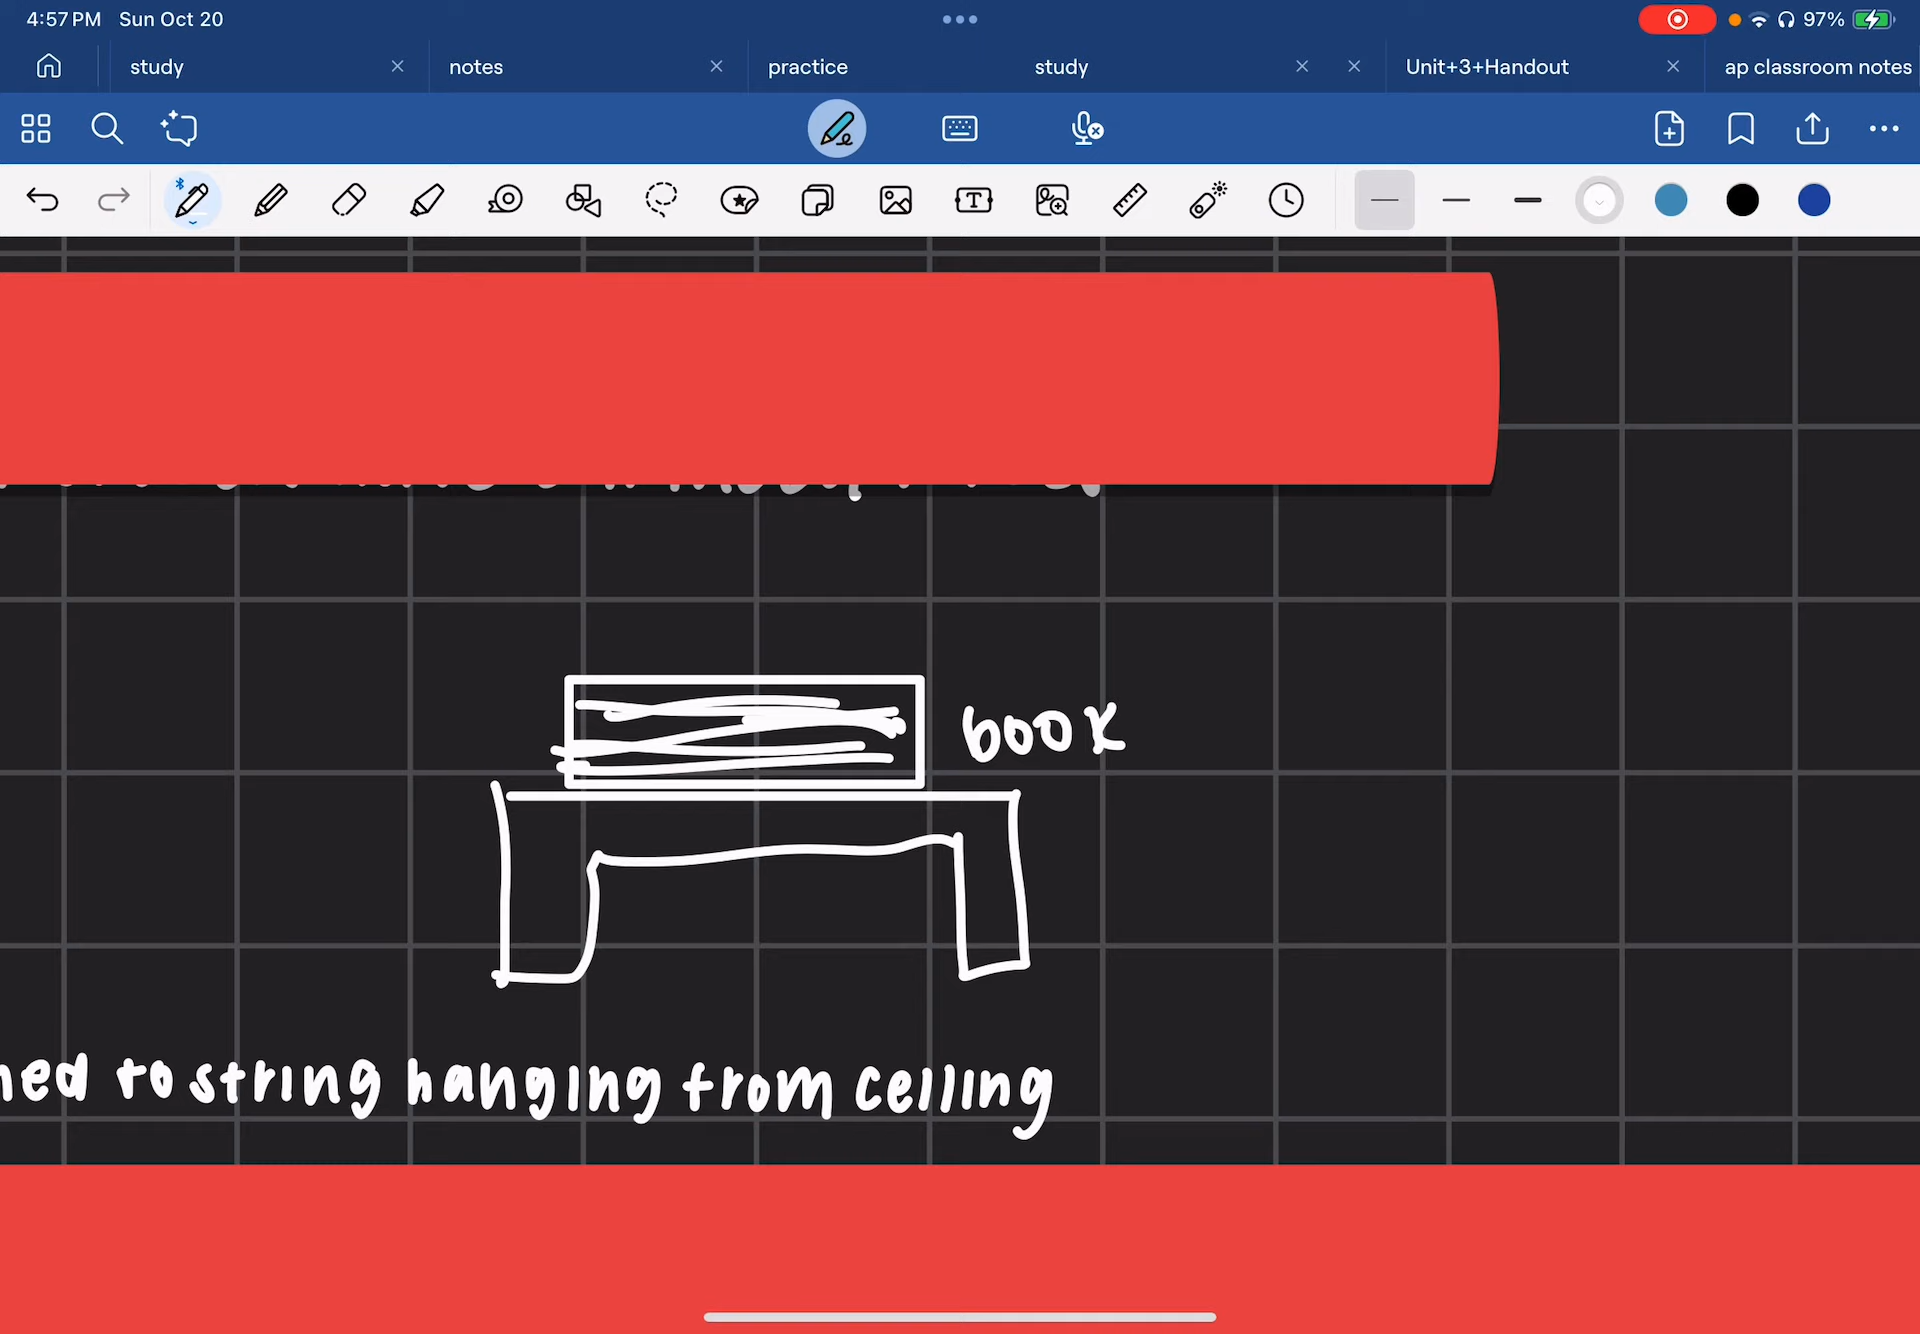 4:57 PM Sun Oct 20 97%
study notes practice study Unit+3+Handout ap classroom notes
book
to string hanging from ceiling